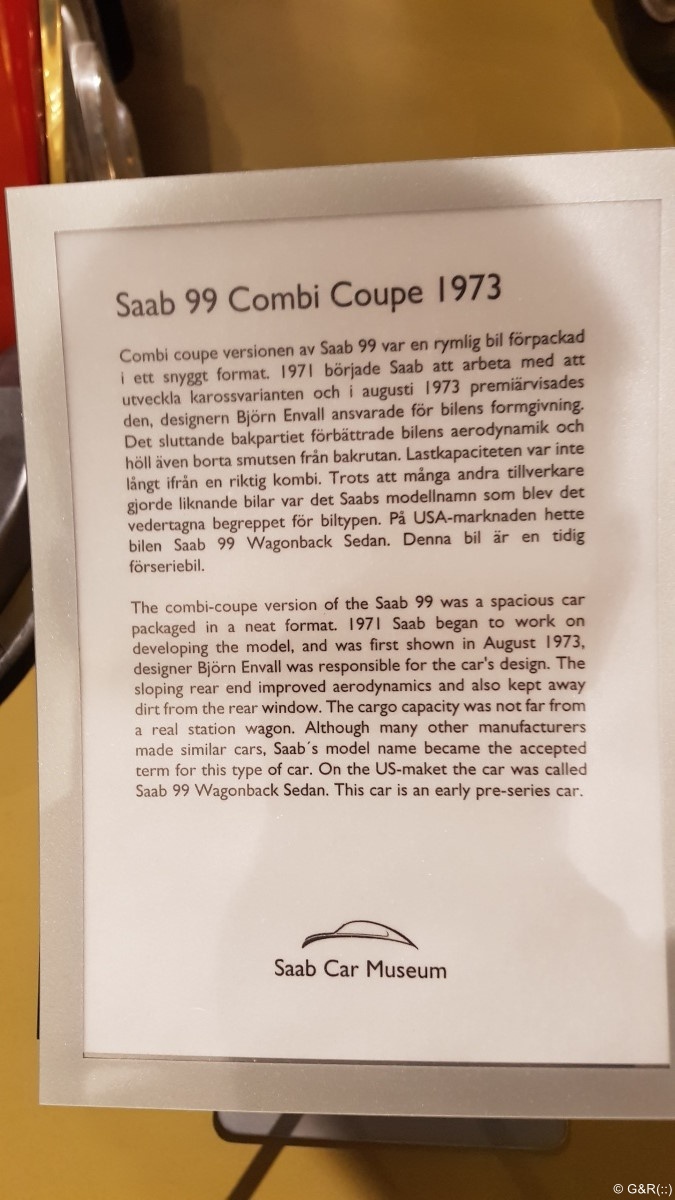 Saab 99 Combi Coupe 1973
Combi coupe versionen av Saab 99 var en rymlig bil förpackad
i ett snyggt format. 1971 började Saab att arbeta med att
utveckla karossvarianten och i augusti 1973 premiärvisades
den, designern Björn Envall ansvarade för bilens formgivning.
Det sluttande bakpartiet förbättrade bilens aerodynamik och
höll även borta smutsen från bakrutan. Lastkapaciteten var inte
långt ifrån en riktig kombi. Trots att många andra tillverkare
gjorde liknande bilar var det Saabs modellnamn som blev det
vedertagna begreppet för biltypen. På USA-marknaden hette
bilen Saab 99 Wagonback Sedan. Denna bil är en tidig
förseriebil.
The combi-coupe version of the Saab 99 was a spacious car
packaged in a neat format. 1971 Saab began to work on
developing the model, and was first shown in August 1973,
designer Björn Envall was responsible for the car's design. The
sloping rear end improved aerodynamics and also kept away
dirt from the rear window. The cargo capacity was not far from
a real station wagon. Although many other manufacturers
made similar cars, Saab´s model name became the accepted
term for this type of car. On the US-maket the car was called
Saab 99 Wagonback Sedan. This car is an early pre-series car.
Saab Car Museum
© G&R(::)